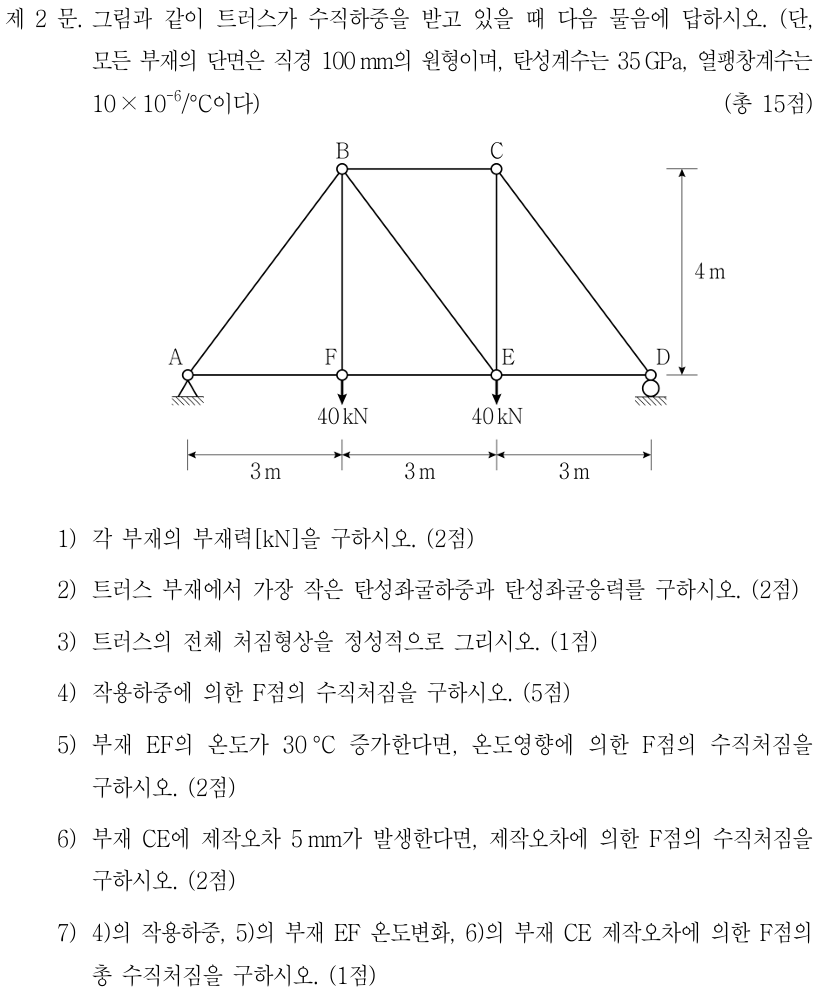 제 2 문. 그림과 같이 트러스가 수직하중을 받고 있을 때 다음 물음에 답하시오. (단,
모든 부재의 단면은 직경 100 mm의 원형이며, 탄성계수는 35 GPa, 열팽창계수는
10×10⁻⁶/℃이다) (총 15점)
B C
4 m
A F E D
40 kN 40 kN
3 m 3 m 3 m
1) 각 부재의 부재력[kN]을 구하시오. (2점)
2) 트러스 부재에서 가장 작은 탄성좌굴하중과 탄성좌굴응력를 구하시오. (2점)
3) 트러스의 전체 처짐형상을 정성적으로 그리시오. (1점)
4) 작용하중에 의한 F점의 수직처짐을 구하시오. (5점)
5) 부재 EF의 온도가 30 ℃ 증가한다면, 온도영향에 의한 F점의 수직처짐을
구하시오. (2점)
6) 부재 CE에 제작오차 5 mm가 발생한다면, 제작오차에 의한 F점의 수직처짐을
구하시오. (2점)
7) 4)의 작용하중, 5)의 부재 EF 온도변화, 6)의 부재 CE 제작오차에 의한 F점의
총 수직처짐을 구하시오. (1점)